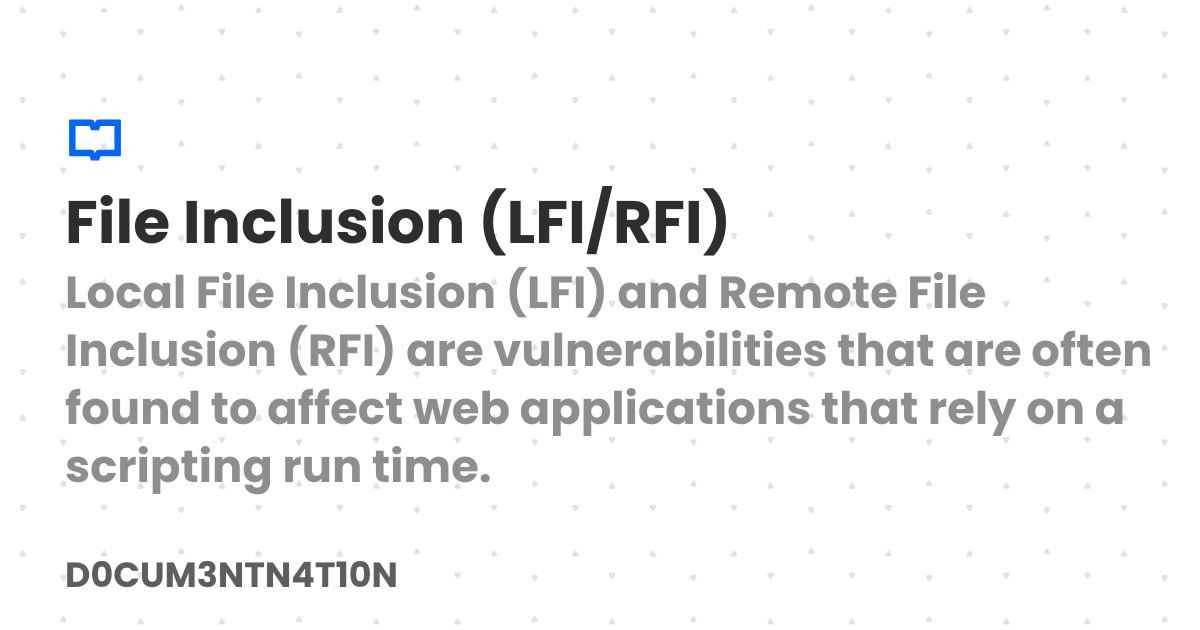 File Inclusion (LFI/RFI)
Local File Inclusion (LFI) and Remote File
Inclusion (RFI) are vulnerabilities that are often
found to affect web applications that rely on a
scripting run time.
D0CUM3NTN4T10N